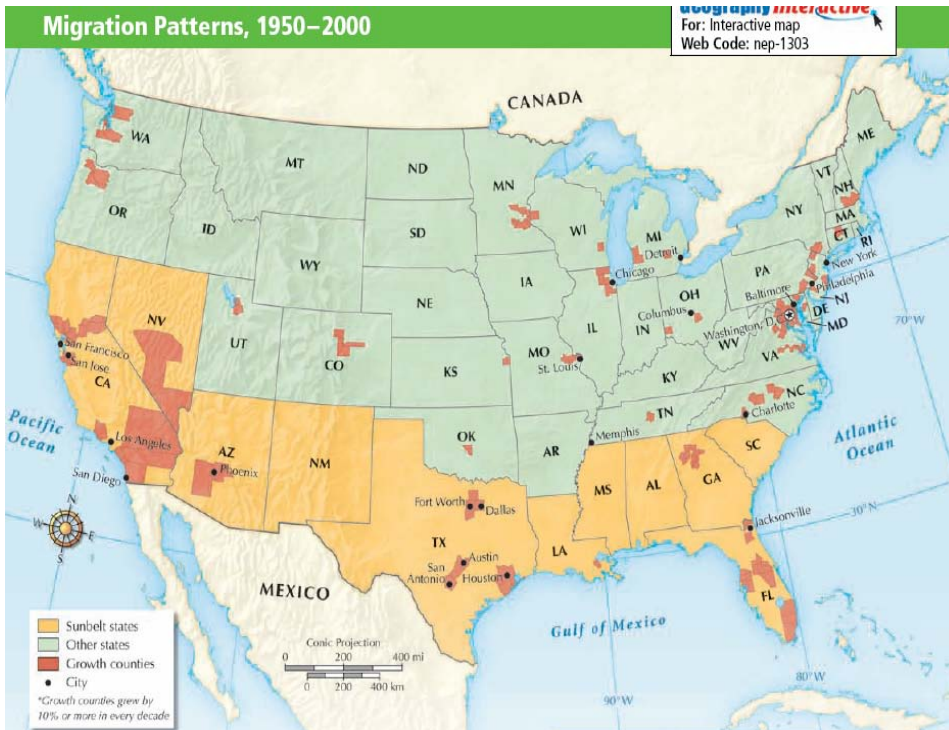 Migration Patterns, 1950–2000
Geography Interactive
For: Interactive map
Web Code: nep-1303
CANADA
WA
MT
ND
MN
ME
VT
NH
OR
ID
SD
WI
MI
NY
MA
CT
RI
WY
Detroit
New York
Chicago
IA
PA
Philadelphia
NE
OH
Baltimore
NJ
NV
Columbus
DE
Washington, D.C.
MD
70°W
UT
IL
IN
WV
San Francisco
CO
MO
VA
San Jose
KS
St. Louis
KY
CA
NC
Pacific
Ocean
TN
Charlotte
Atlantic
Ocean
Los Angeles
AZ
OK
Memphis
AR
SC
Phoenix
NM
San Diego
MS
AL
GA
Fort Worth
Dallas
30°N
Jacksonville
N
W
E
S
TX
LA
Austin
San
Antonio
Houston
MEXICO
FL
Gulf of Mexico
Sunbelt states
Other states
Growth counties
City
*Growth counties grew by
10% or more in every decade
Conic Projection
0 200 400 mi
0 200 400 km
90°W
80°W